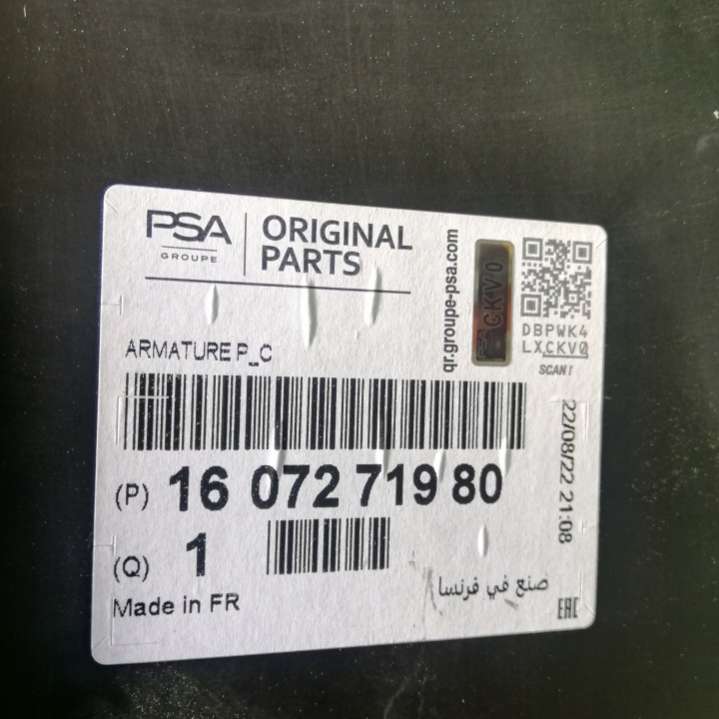 PSA
GROUPE
ORIGINAL
PARTS
qr.groupe-psa.com
CKV0
DBPWK4
LXCKV0
SCAN !
ARMATURE P_C
22/08/22 21:08
(P) 16 072 719 80
(Q) 1
Made in FR
صنع في فرنسا
EAC